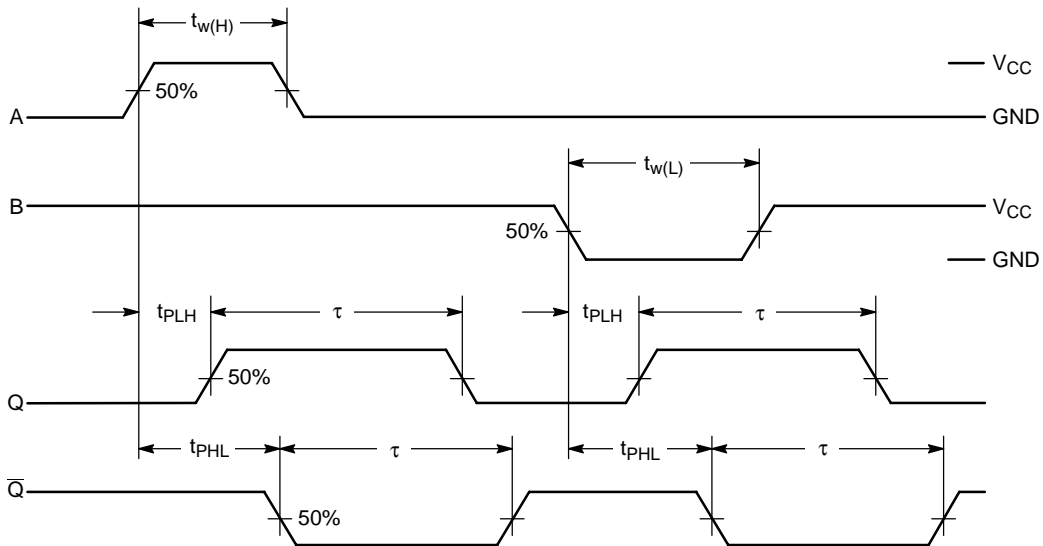 tw(H)
VCC
50%
A
GND
tw(L)
B
VCC
50%
GND
tPLH
τ
tPLH
τ
50%
Q
tPHL
τ
tPHL
τ
Q̅
50%